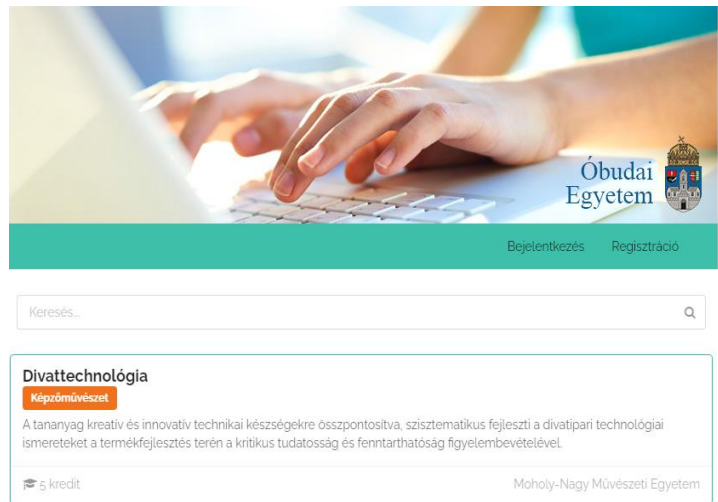 Óbudai
Egyetem
Bejelentkezés Regisztráció
Keresés...
Divattechnológia
Képzőművészet
A tananyag kreatív és innovatív technikai készségekre összpontosítva, szisztematikus fejleszti a divatipari technológiai
ismereteket a termékfejlesztés terén a kritikus tudatosság és fenntarthatóság figyelembevételével.
5 kredit Moholy-Nagy Művészeti Egyetem